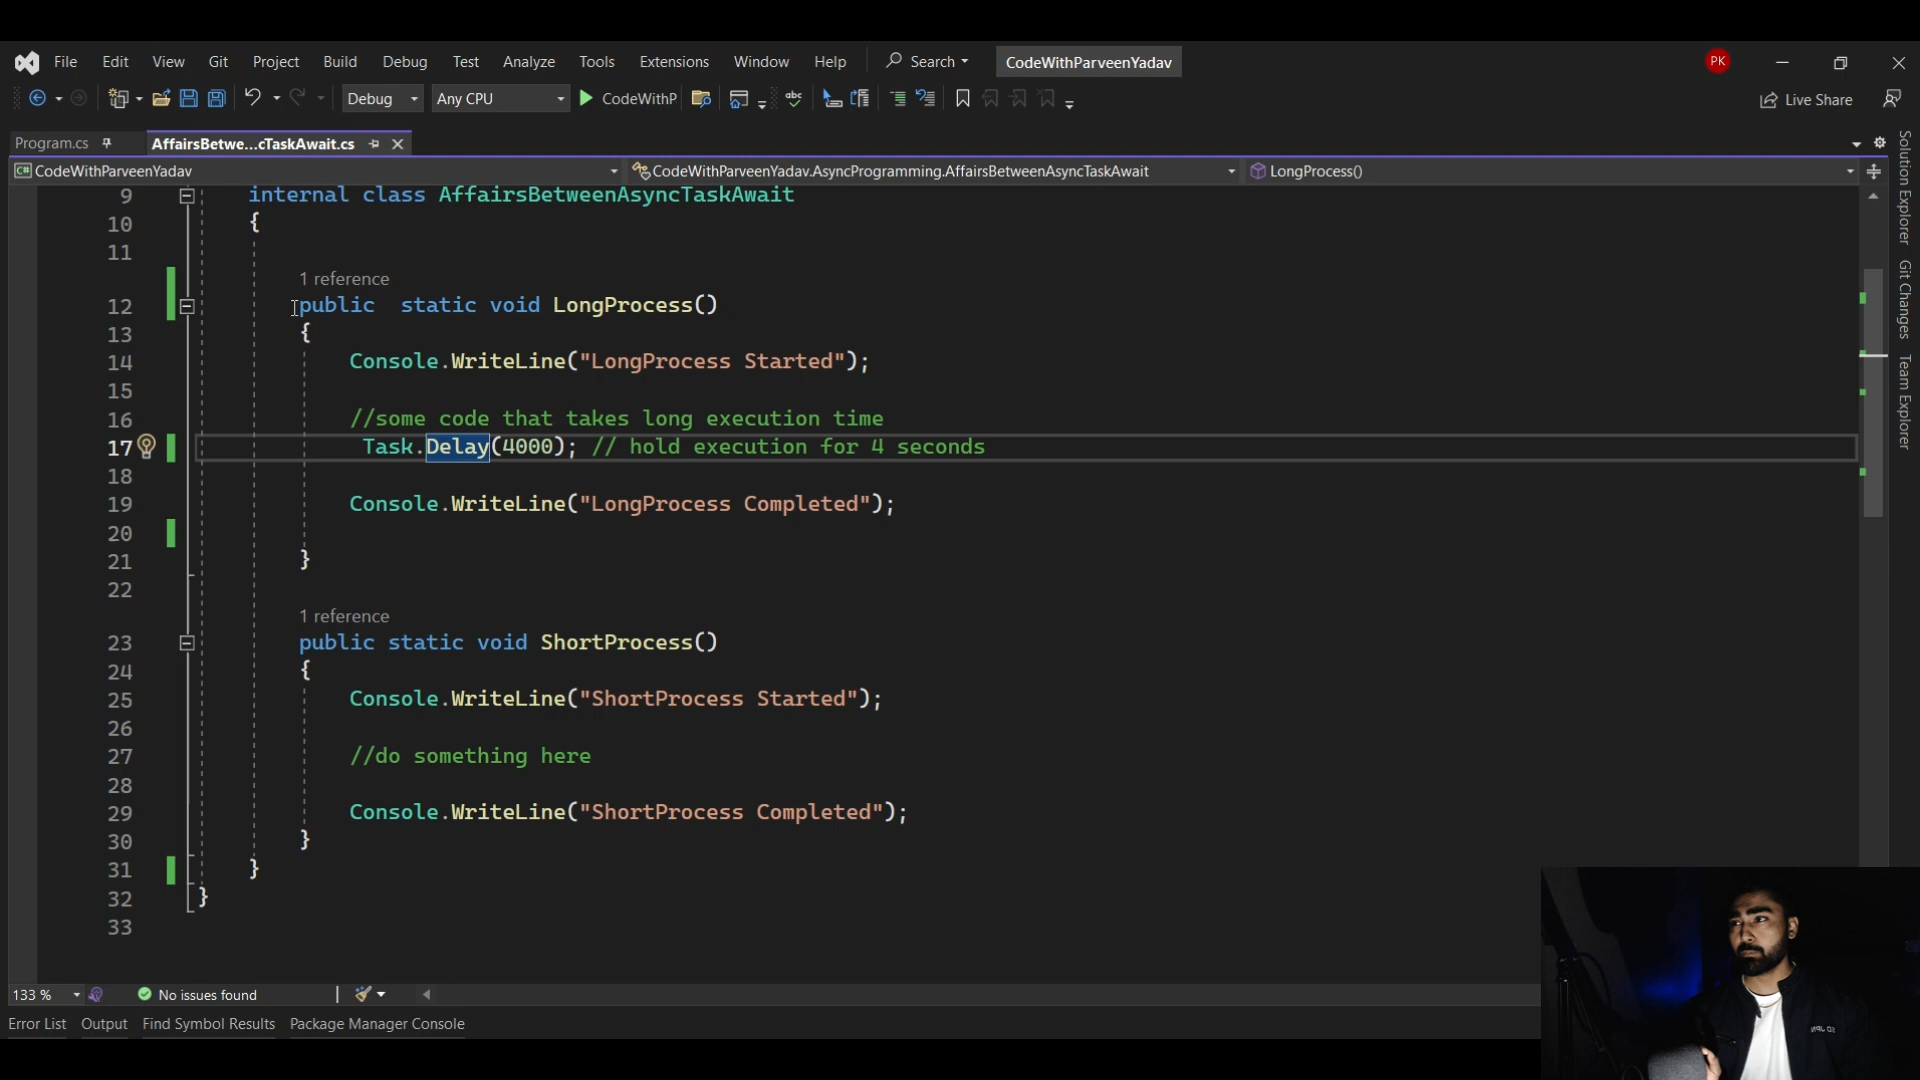 File Edit View Git Project Build Debug Test Analyze Tools Extensions Window Help Search CodeWithParveenYadav PK
Debug Any CPU CodeWithP abc Live Share
Program.cs AffairsBetwe...cTaskAwait.cs
C# CodeWithParveenYadav CodeWithParveenYadav.AsyncProgramming.AffairsBetweenAsyncTaskAwait LongProcess()
9 internal class AffairsBetweenAsyncTaskAwait
10 {
11
1 reference
12 public  static void LongProcess()
13 {
14 Console.WriteLine("LongProcess Started");
15
16 //some code that takes long execution time
17 Task.Delay(4000); // hold execution for 4 seconds
18
19 Console.WriteLine("LongProcess Completed");
20
21 }
22
1 reference
23 public static void ShortProcess()
24 {
25 Console.WriteLine("ShortProcess Started");
26
27 //do something here
28
29 Console.WriteLine("ShortProcess Completed");
30 }
31 }
32 }
33
133 % No issues found
Error List Output Find Symbol Results Package Manager Console
Solution Explorer
Git Changes
Team Explorer